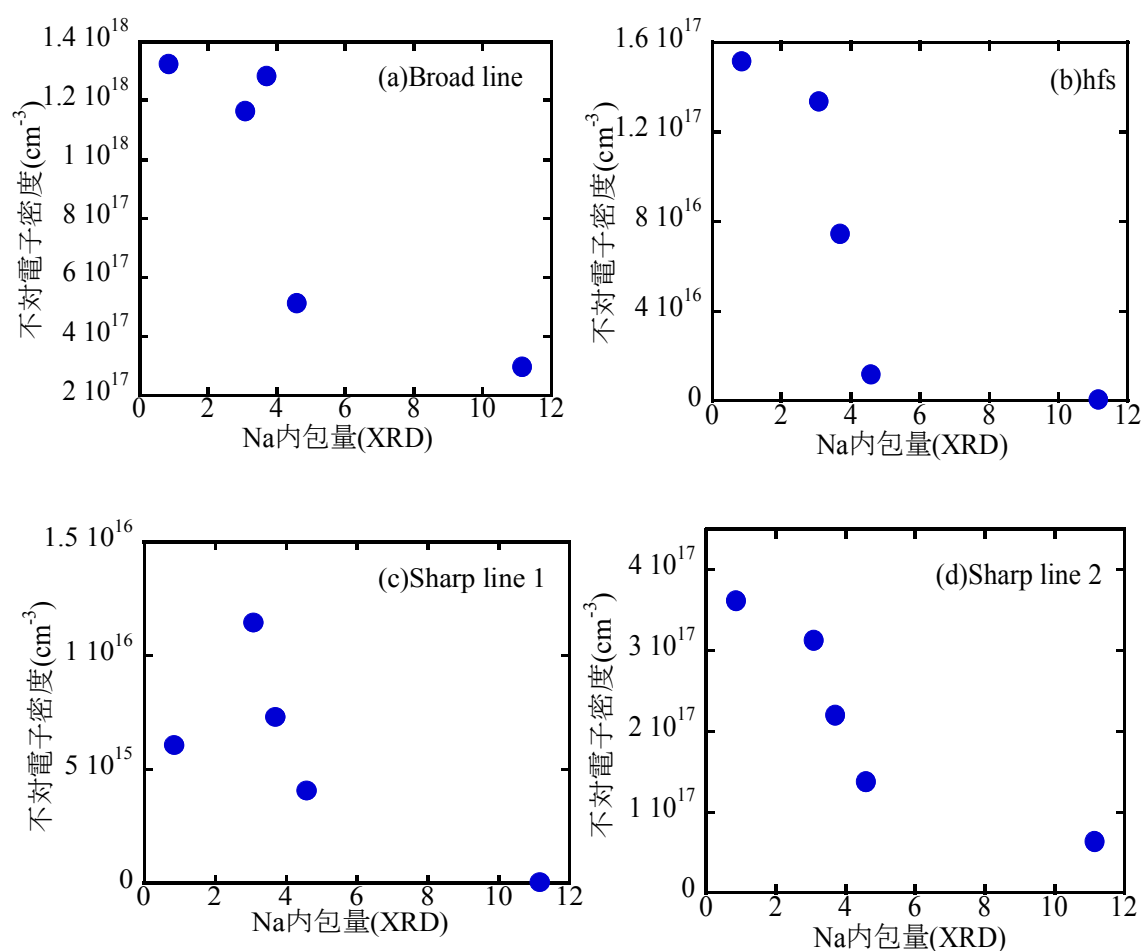 1.4 10^18
1.2 10^18
1 10^18
8 10^17
6 10^17
4 10^17
2 10^17
不対電子密度(cm^-3)
(a)Broad line
0 2 4 6 8 10 12
Na内包量(XRD)
1.6 10^17
1.2 10^17
8 10^16
4 10^16
0
不対電子密度(cm^-3)
(b)hfs
0 2 4 6 8 10 12
Na内包量(XRD)
1.5 10^16
1 10^16
5 10^15
0
不対電子密度(cm^-3)
(c)Sharp line 1
0 2 4 6 8 10 12
Na内包量(XRD)
4 10^17
3 10^17
2 10^17
1 10^17
0
不対電子密度(cm^-3)
(d)Sharp line 2
0 2 4 6 8 10 12
Na内包量(XRD)